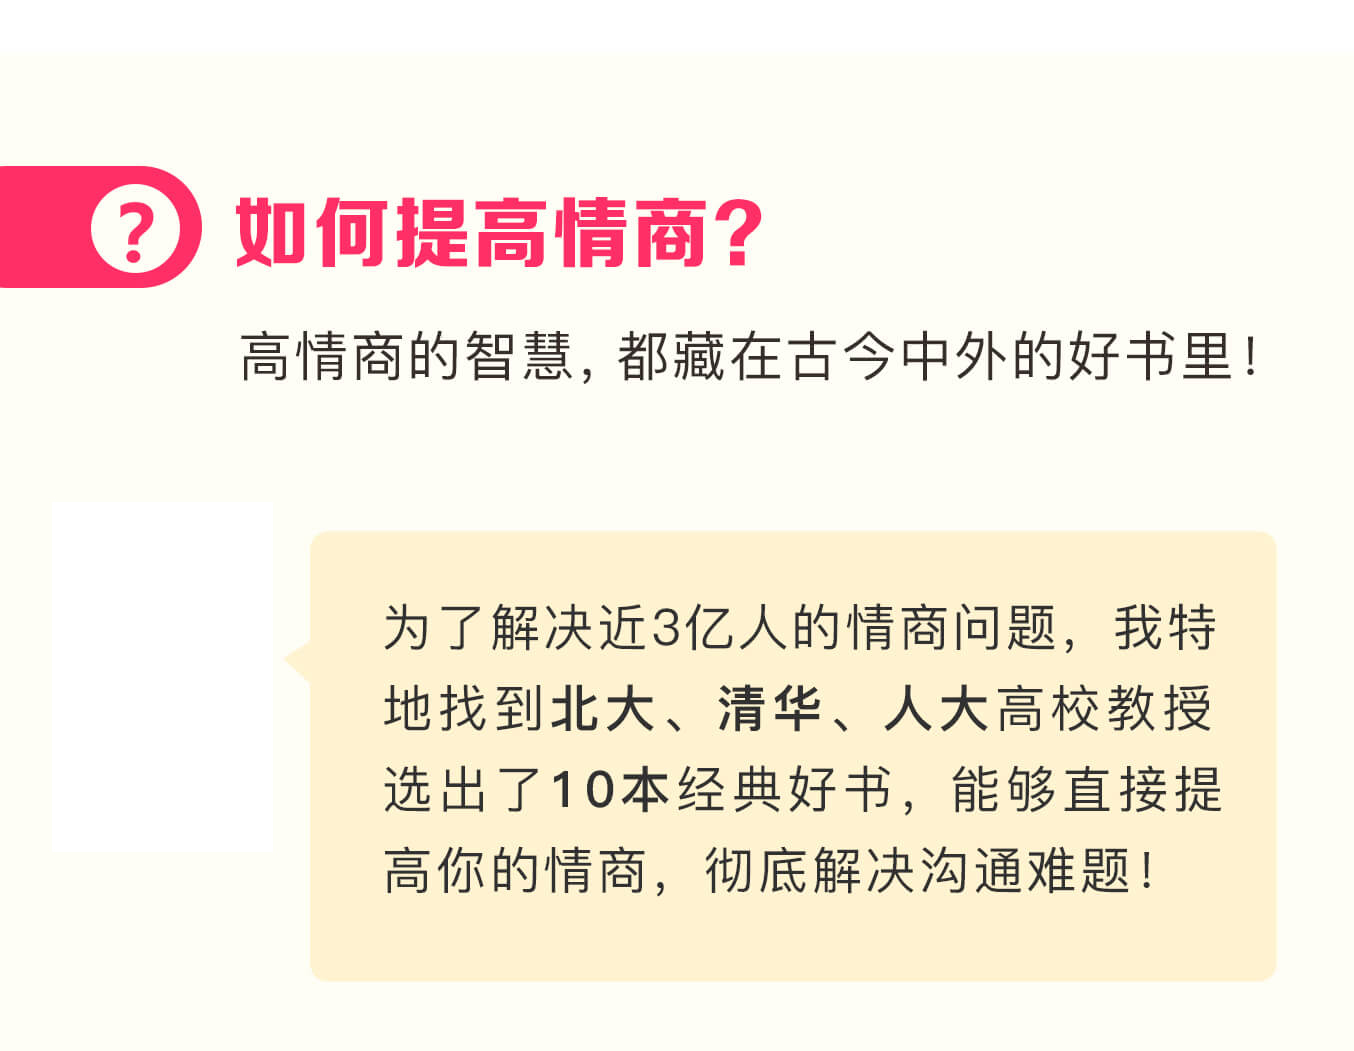 ?
如何提高情商?
高情商的智慧，都藏在古今中外的好书里！
为了解决近3亿人的情商问题，我特
地找到北大、清华、人大高校教授
选出了10本经典好书，能够直接提
高你的情商，彻底解决沟通难题！